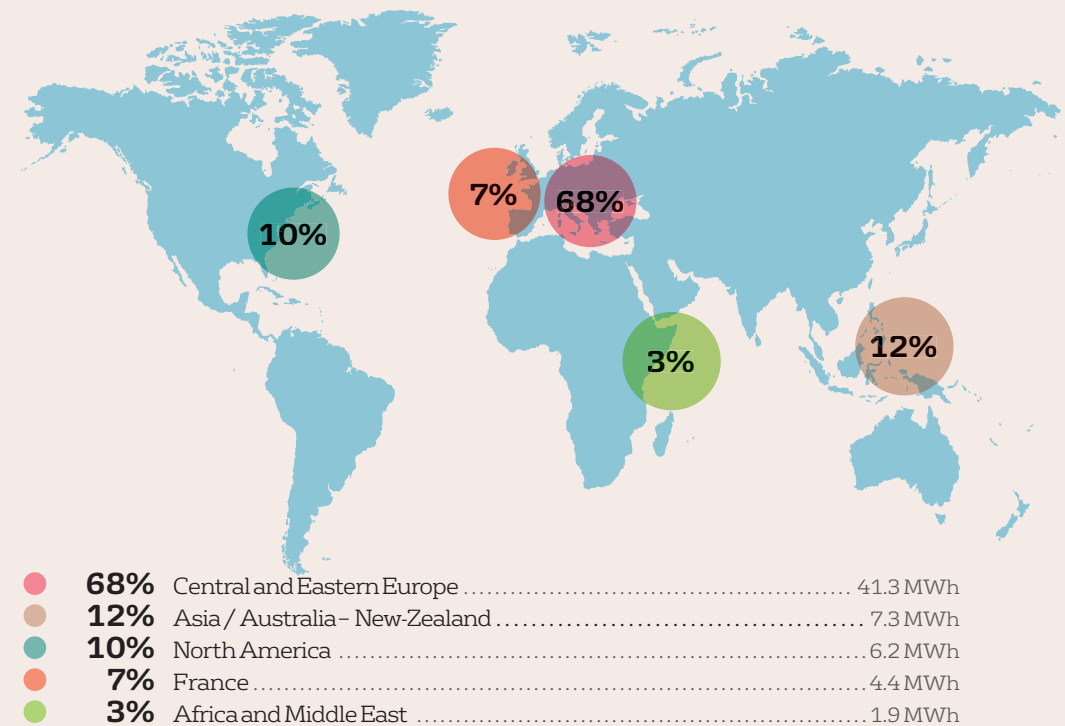 7% 68%
10%
12%
3%
68% Central and Eastern Europe ........ 41.3 MWh
12% Asia / Australia – New-Zealand ........ 7.3 MWh
10% North America ........ 6.2 MWh
7% France ........ 4.4 MWh
3% Africa and Middle East ........ 1.9 MWh